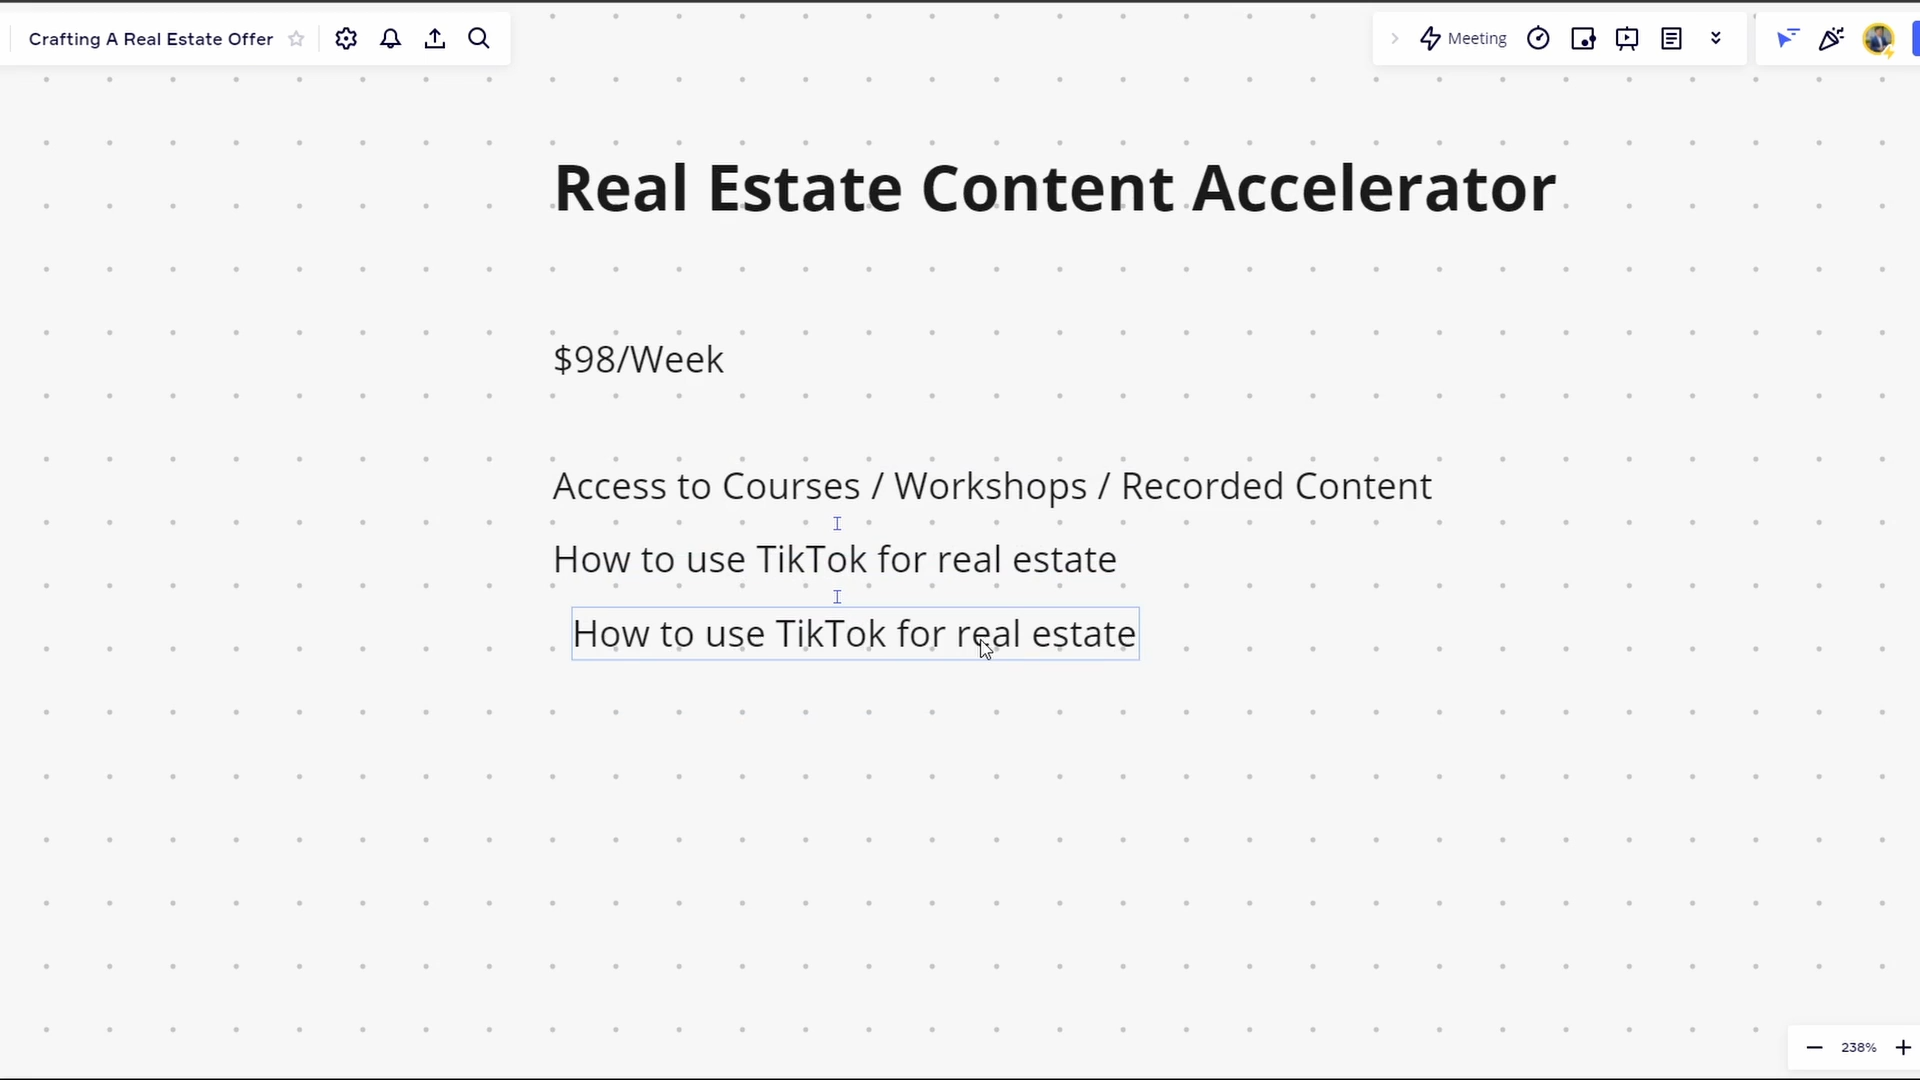 Crafting A Real Estate Offer
Meeting
Real Estate Content Accelerator
$98/Week
Access to Courses / Workshops / Recorded Content
How to use TikTok for real estate
How to use TikTok for real estate
238%